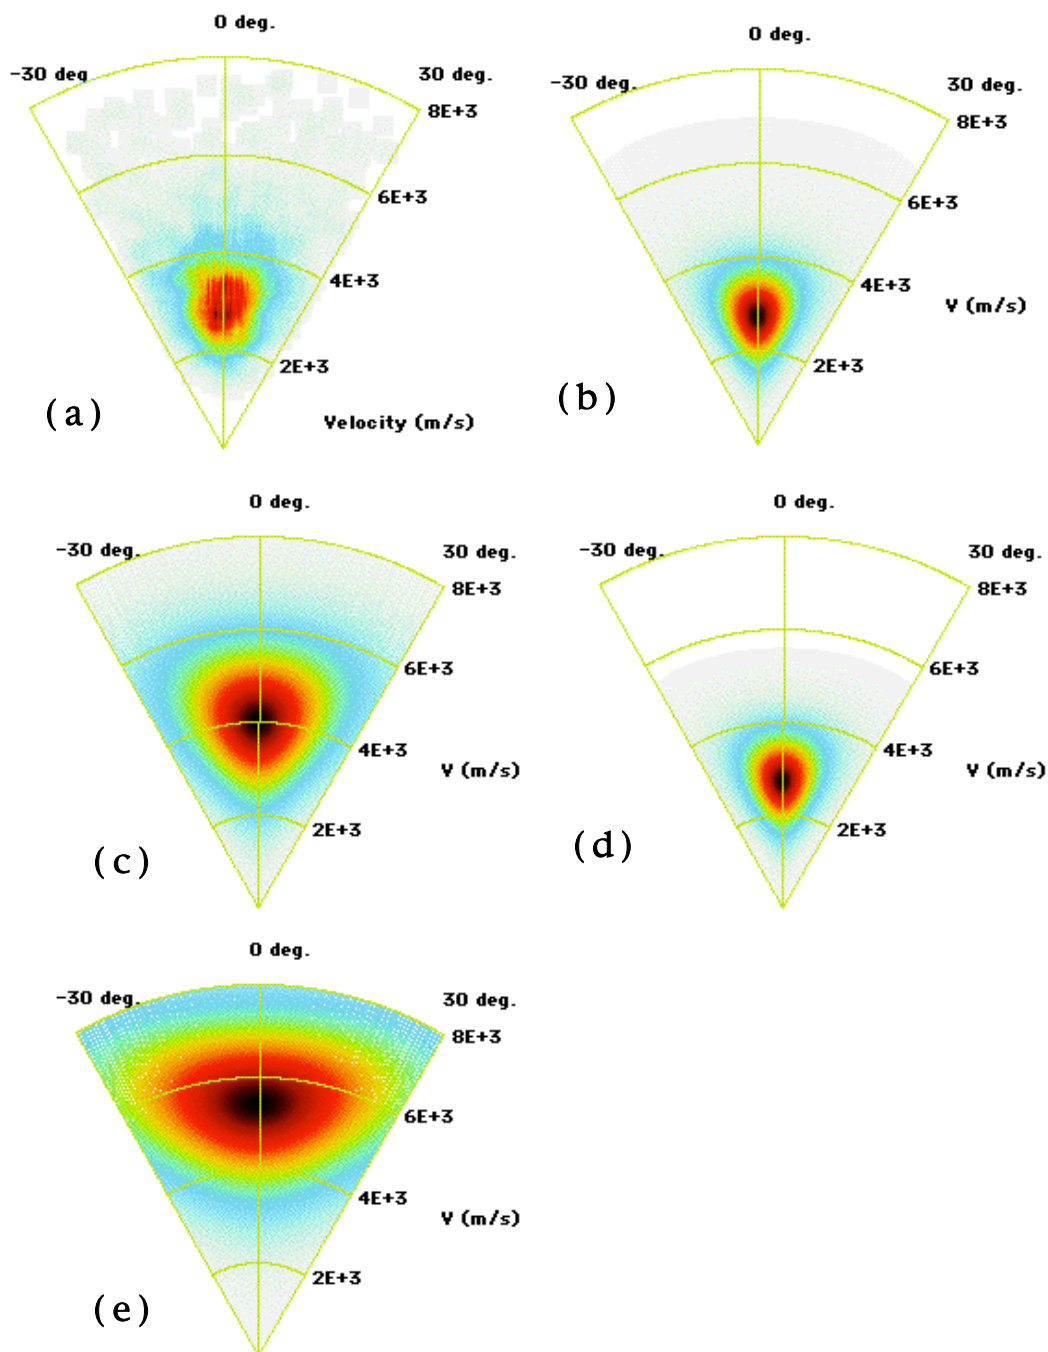 0 deg.
-30 deg
30 deg.
8E+3
6E+3
4E+3
2E+3
Velocity (m/s)
(a)
0 deg.
-30 deg.
30 deg.
8E+3
6E+3
4E+3
V (m/s)
2E+3
(b)
0 deg.
-30 deg.
30 deg.
8E+3
6E+3
4E+3
V (m/s)
2E+3
(c)
0 deg.
-30 deg.
30 deg.
8E+3
6E+3
4E+3
V (m/s)
2E+3
(d)
0 deg.
-30 deg.
30 deg.
8E+3
6E+3
4E+3
V (m/s)
2E+3
(e)